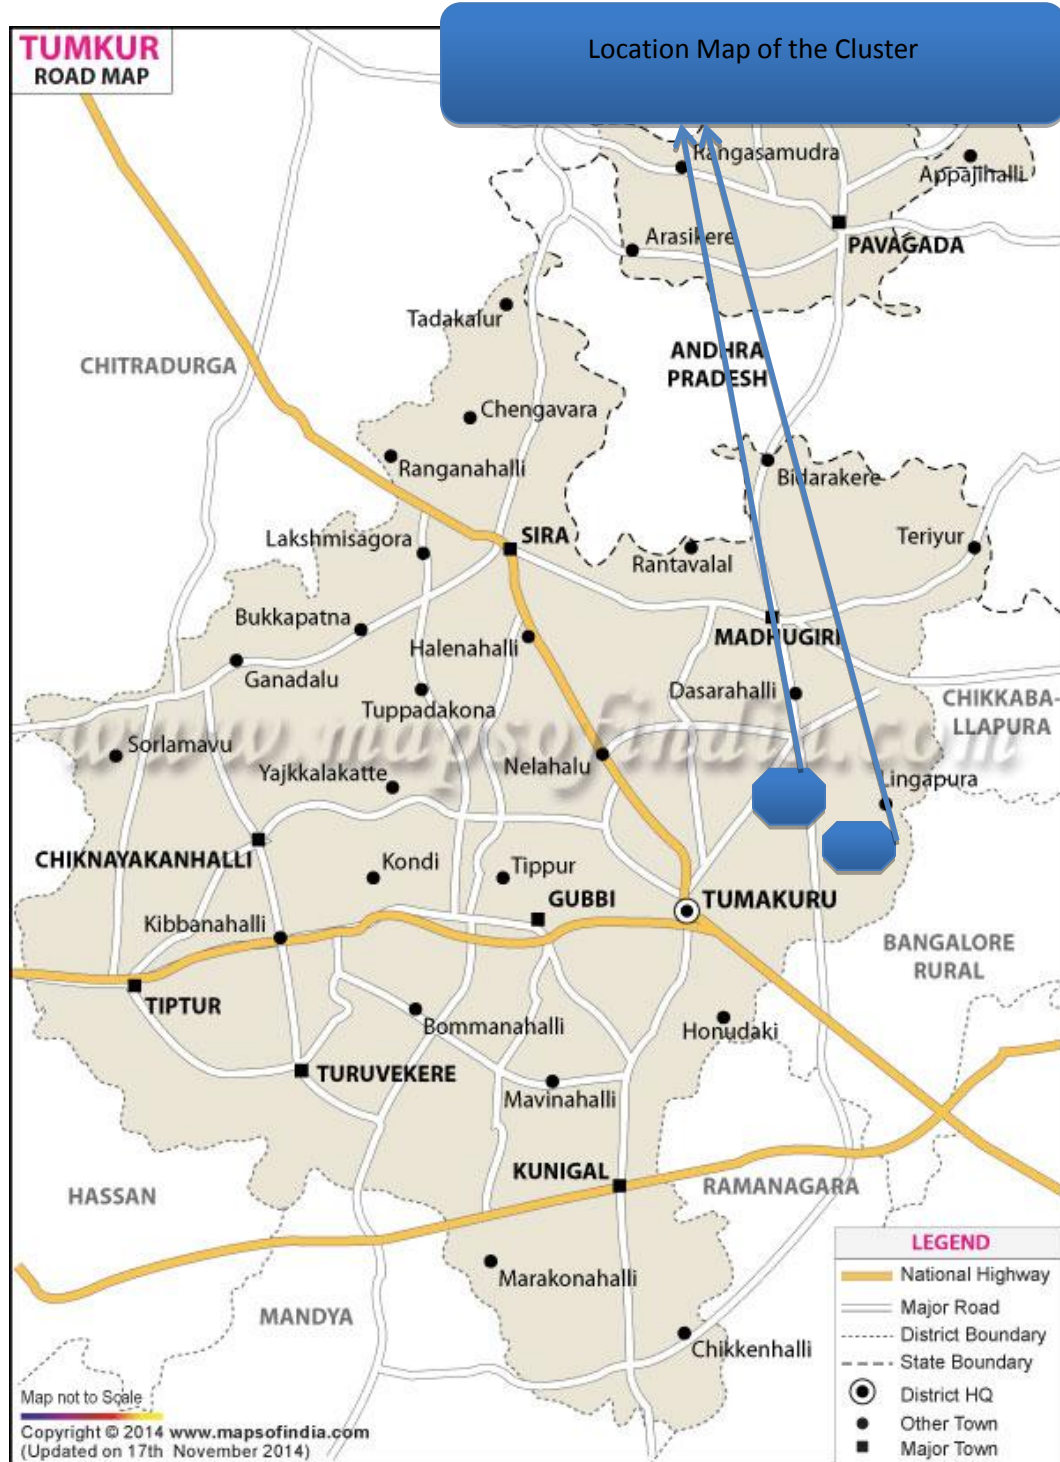 TUMKUR
ROAD MAP
Location Map of the Cluster
Rangasamudra
Appajihalli
Arasikere
PAVAGADA
Tadakalur
ANDHRA
PRADESH
CHITRADURGA
Chengavara
Ranganahalli
Bidarakere
SIRA
Lakshmisagora
Rantavalal
Teriyur
Bukkapatna
Halenahalli
MADHUGIRI
Ganadalu
Tuppadakona
Dasarahalli
CHIKKABA-
LLAPURA
www.mapsofindia.com
Sorlamavu
Yajkkalakatte
Nelahalu
Lingapura
CHIKNAYAKANHALLI
Kondi
Tippur
GUBBI
TUMAKURU
Kibbanahalli
BANGALORE
RURAL
TIPTUR
Bommanahalli
Honudaki
TURUVEKERE
Mavinahalli
KUNIGAL
RAMANAGARA
HASSAN
Marakonahalli
MANDYA
Chikkenhalli
LEGEND
National Highway
Major Road
District Boundary
State Boundary
District HQ
Other Town
Major Town
Map not to Scale
Copyright © 2014 www.mapsofindia.com
(Updated on 17th November 2014)